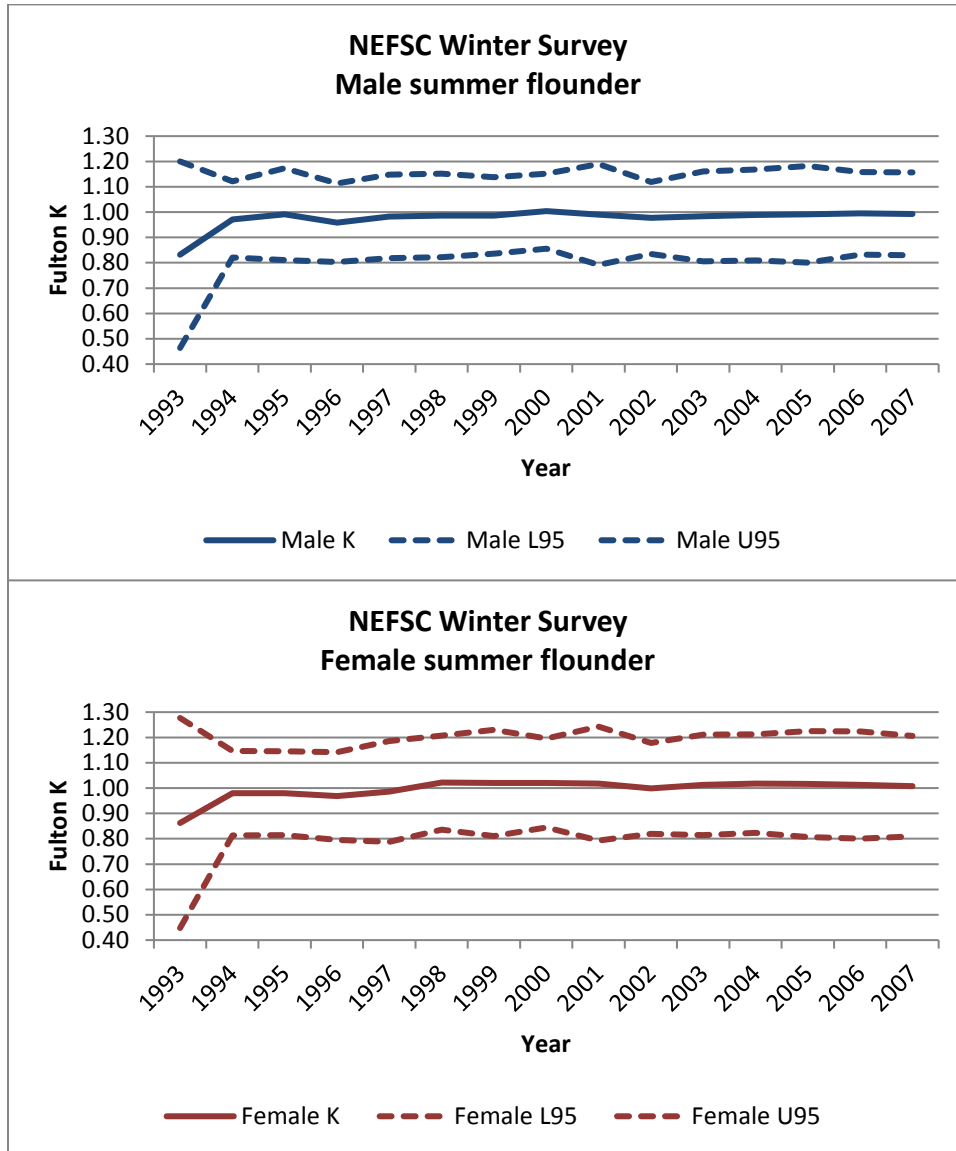 NEFSC Winter Survey
Male summer flounder
1.30
1.20
1.10
1.00
0.90
0.80
0.70
0.60
0.50
0.40
Fulton K
1993 1994 1995 1996 1997 1998 1999 2000 2001 2002 2003 2004 2005 2006 2007
Year
Male K Male L95 Male U95
NEFSC Winter Survey
Female summer flounder
1.30
1.20
1.10
1.00
0.90
0.80
0.70
0.60
0.50
0.40
Fulton K
1993 1994 1995 1996 1997 1998 1999 2000 2001 2002 2003 2004 2005 2006 2007
Year
Female K Female L95 Female U95